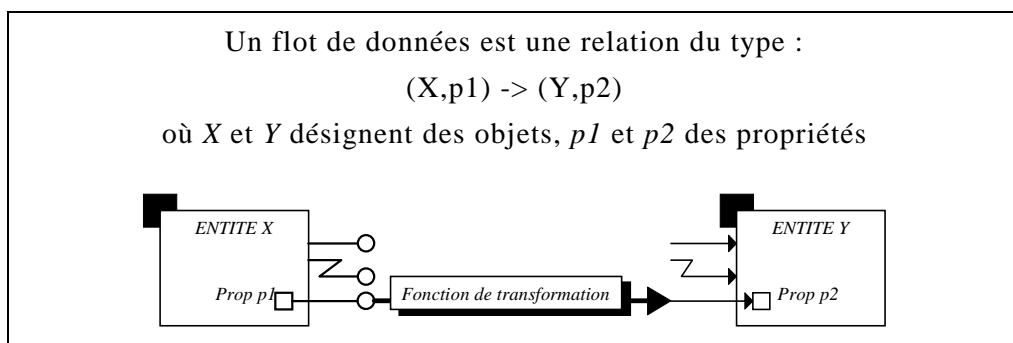 Un flot de données est une relation du type :
(X,p1) -> (Y,p2)
où X et Y désignent des objets, p1 et p2 des propriétés
ENTITE X
ENTITE Y
Prop p1
Fonction de transformation
Prop p2